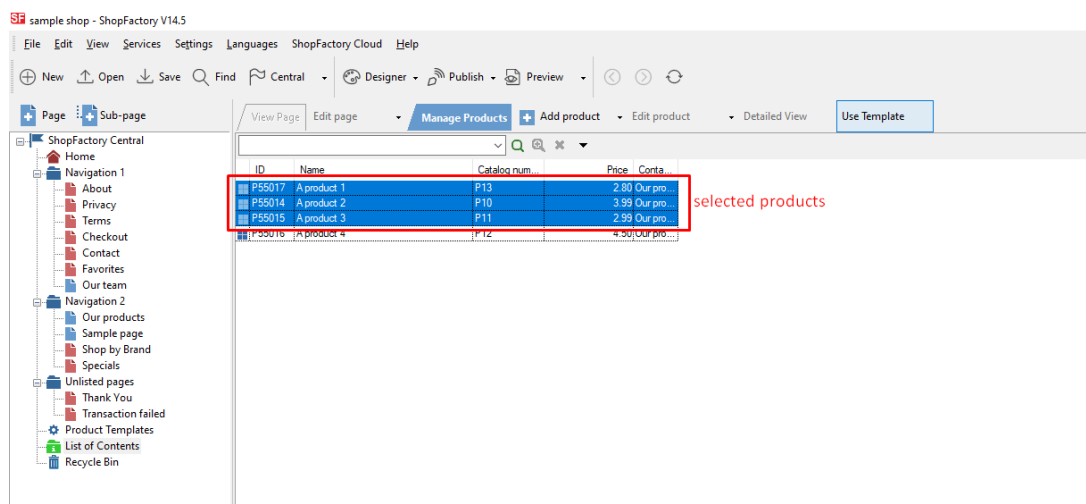 SF sample shop - ShopFactory V14.5
File Edit View Services Settings Languages ShopFactory Cloud Help
New Open Save Find Central Designer Publish Preview
Page Sub-page View Page Edit page Manage Products Add product Edit product Detailed View Use Template
ShopFactory Central
Home
Navigation 1
About
Privacy
Terms
Checkout
Contact
Favorites
Our team
Navigation 2
Our products
Sample page
Shop by Brand
Specials
Unlisted pages
Thank You
Transaction failed
Product Templates
List of Contents
Recycle Bin
ID Name Catalog num... Price Conta...
P55017 A product 1 P13 2.80 Our pro...
P55014 A product 2 P10 3.99 Our pro...
P55015 A product 3 P11 2.99 Our pro...
P55016 A product 4 P12 4.50 Our pro...
selected products